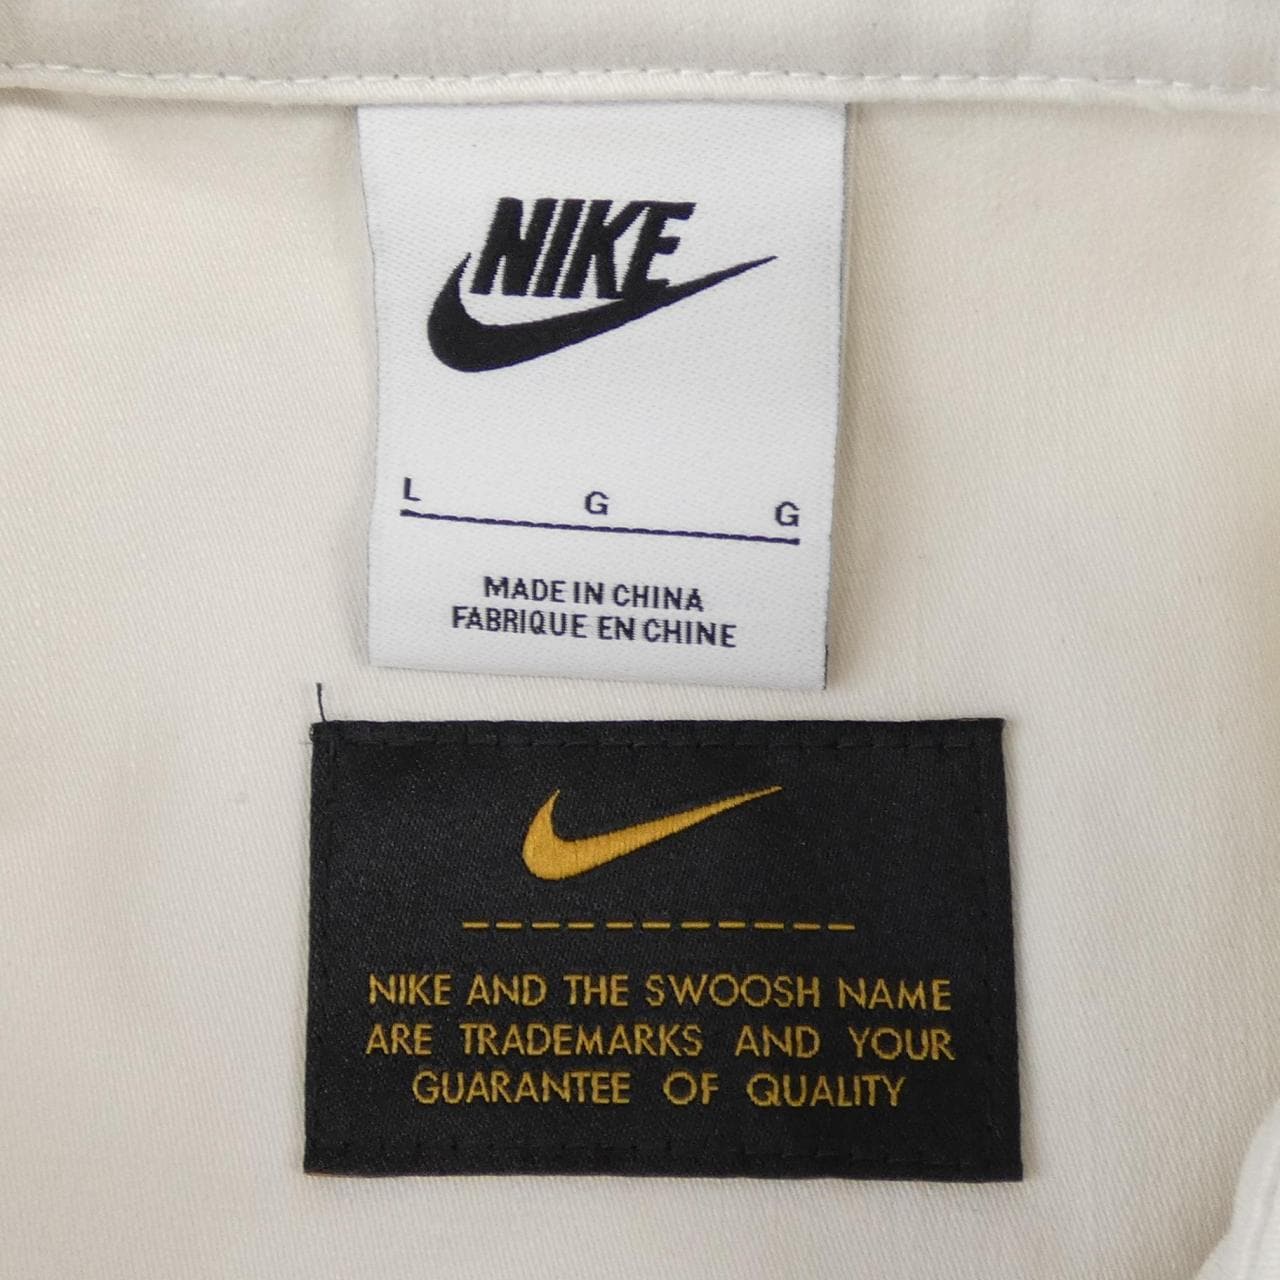 NIKE
L G G
MADE IN CHINA
FABRIQUE EN CHINE
NIKE AND THE SWOOSH NAME
ARE TRADEMARKS AND YOUR
GUARANTEE OF QUALITY